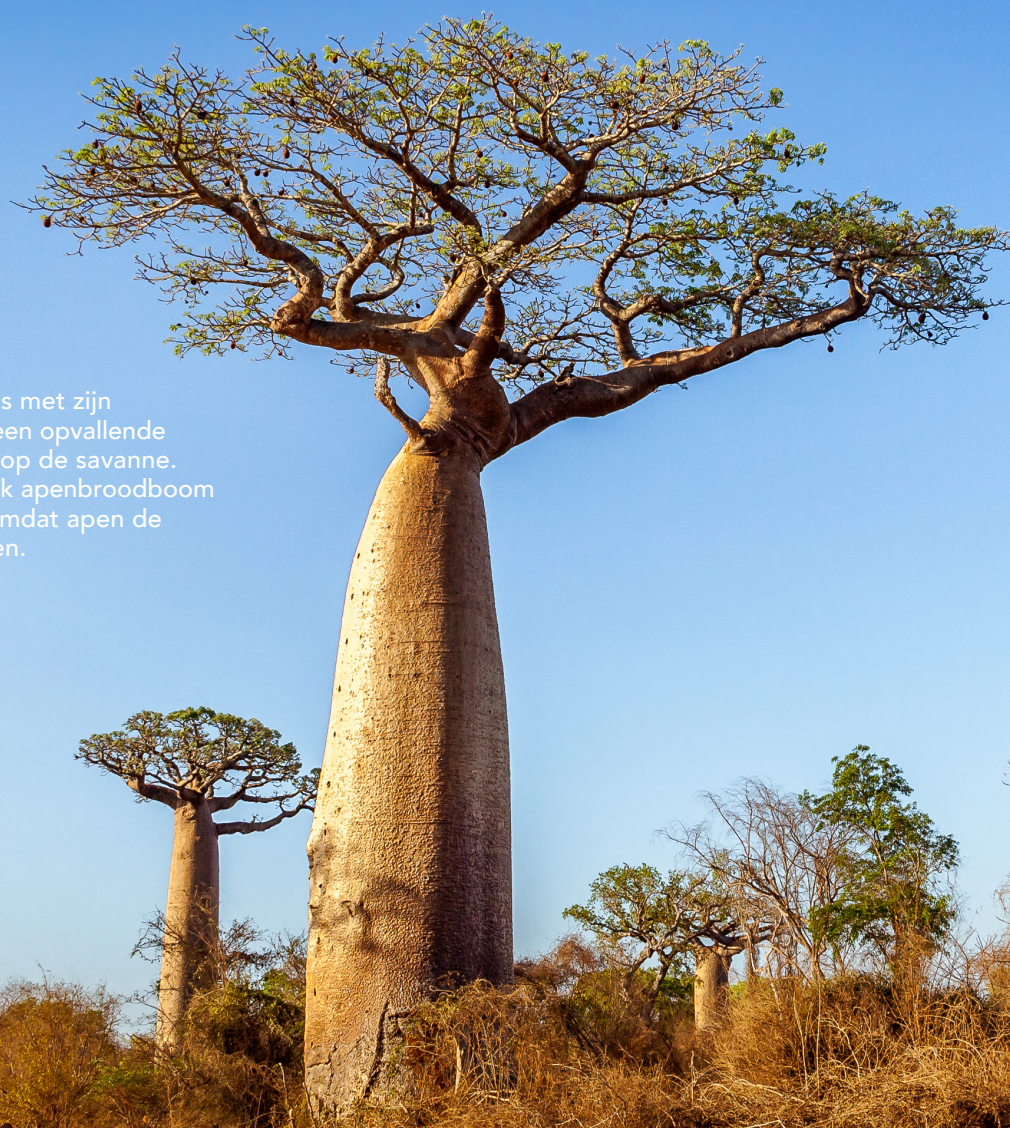 s met zijn
een opvallende
op de savanne.
k apenbroodboom
mdat apen de
en.